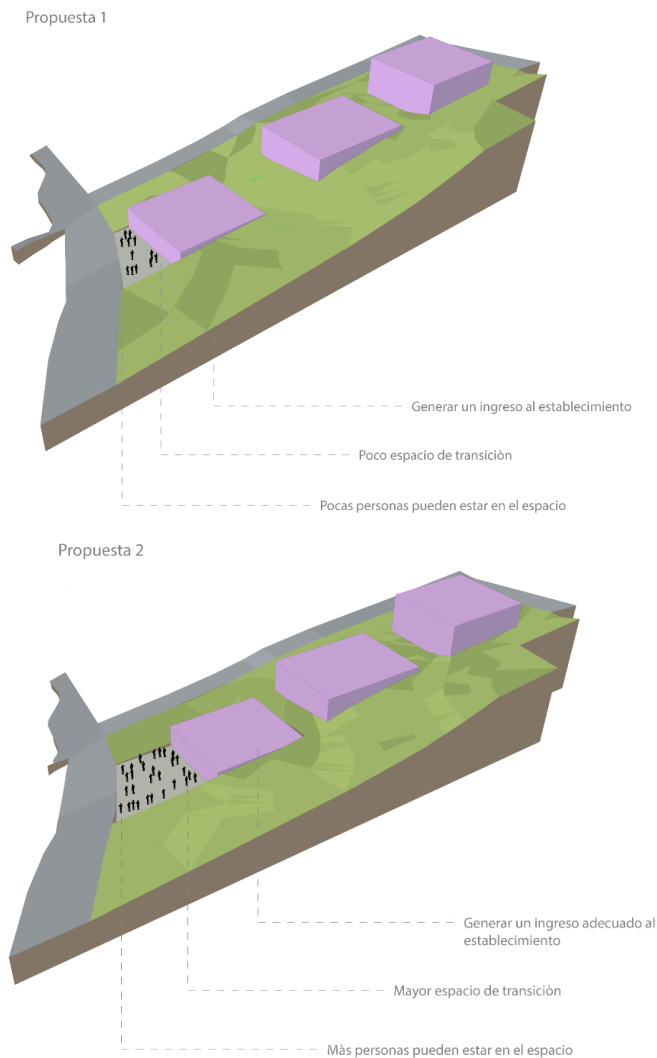 Propuesta 1
Generar un ingreso al establecimiento
Poco espacio de transiciòn
Pocas personas pueden estar en el espacio
Propuesta 2
Generar un ingreso adecuado al
establecimiento
Mayor espacio de transiciòn
Màs personas pueden estar en el espacio